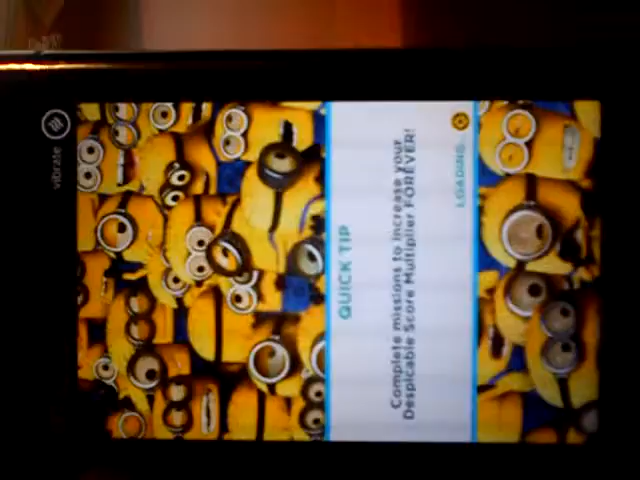 vibrate
QUICK TIP
Complete missions to increase your
Despicable Score Multiplier FOREVER!
LOADING...